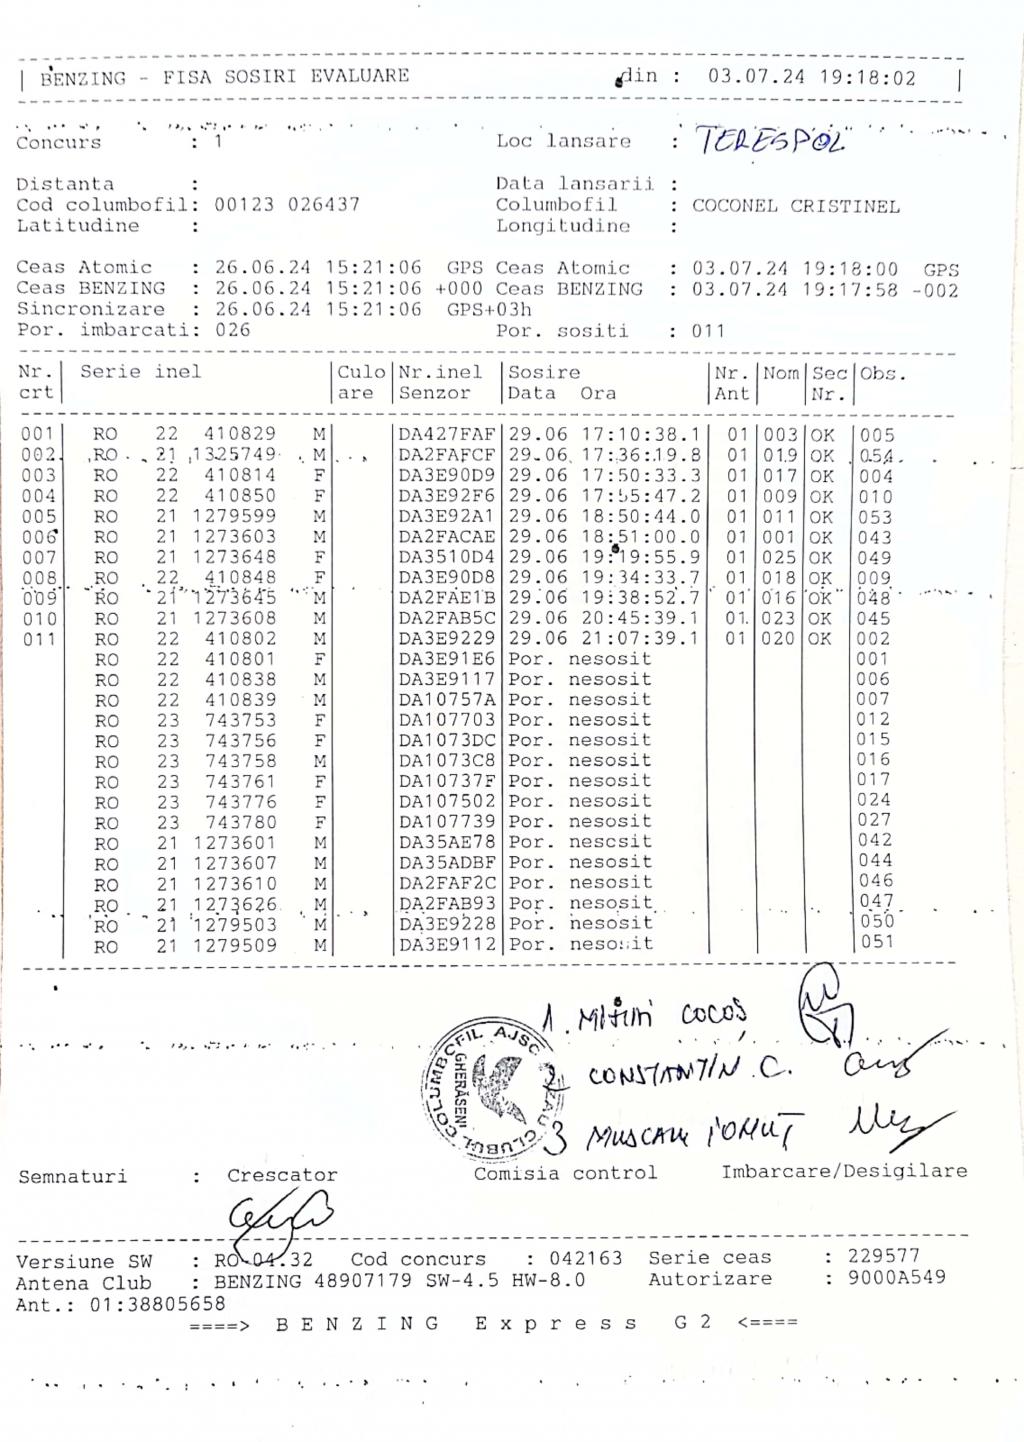 BENZING - FISA SOSIRI EVALUARE din : 03.07.24 19:18:02
Concurs : 1 Loc lansare : TERESPOL
Distanta : Data lansarii :
Cod columbofil: 00123 026437 Columbofil : COCONEL CRISTINEL
Latitudine : Longitudine :
Ceas Atomic : 26.06.24 15:21:06 GPS Ceas Atomic : 03.07.24 19:18:00 GPS
Ceas BENZING : 26.06.24 15:21:06 +000 Ceas BENZING : 03.07.24 19:17:58 -002
Sincronizare : 26.06.24 15:21:06 GPS+03h
Por. imbarcati: 026 Por. sositi : 011
Nr. | Serie inel | Culo | Nr.inel | Sosire | Nr. | Nom | Sec | Obs.
crt | are | Senzor | Data Ora | Ant | Nr. |
001 | RO 22 410829 M | DA427FAF | 29.06 17:10:38.1 | 01 | 003 | OK | 005
002 | RO 21 1325749 M | DA2FAFCF | 29.06 17:36:19.8 | 01 | 019 | OK | 054
003 | RO 22 410814 F | DA3E90D9 | 29.06 17:50:33.3 | 01 | 017 | OK | 004
004 | RO 22 410850 F | DA3E92F6 | 29.06 17:55:47.2 | 01 | 009 | OK | 010
005 | RO 21 1279599 M | DA3E92A1 | 29.06 18:50:44.0 | 01 | 011 | OK | 053
006 | RO 21 1273603 M | DA2FACAE | 29.06 18:51:00.0 | 01 | 001 | OK | 043
007 | RO 21 1273648 F | DA3510D4 | 29.06 19:19:55.9 | 01 | 025 | OK | 049
008 | RO 22 410848 F | DA3E90D8 | 29.06 19:34:33.7 | 01 | 018 | OK | 009
009 | RO 21 1273645 M | DA2FAE1B | 29.06 19:38:52.7 | 01 | 016 | OK | 048
010 | RO 21 1273608 M | DA2FAB5C | 29.06 20:45:39.1 | 01 | 023 | OK | 045
011 | RO 22 410802 M | DA3E9229 | 29.06 21:07:39.1 | 01 | 020 | OK | 002
RO 22 410801 F | DA3E91E6 | Por. nesosit | 001
RO 22 410838 M | DA3E9117 | Por. nesosit | 006
RO 22 410839 M | DA10757A | Por. nesosit | 007
RO 23 743753 F | DA107703 | Por. nesosit | 012
RO 23 743756 F | DA1073DC | Por. nesosit | 015
RO 23 743758 M | DA1073C8 | Por. nesosit | 016
RO 23 743761 F | DA10737F | Por. nesosit | 017
RO 23 743776 F | DA107502 | Por. nesosit | 024
RO 23 743780 F | DA107739 | Por. nesosit | 027
RO 21 1273601 M | DA35AE78 | Por. nesosit | 042
RO 21 1273607 M | DA35ADBF | Por. nesosit | 044
RO 21 1273610 M | DA2FAF2C | Por. nesosit | 046
RO 21 1273626 M | DA2FAB93 | Por. nesosit | 047
RO 21 1279503 M | DA3E9228 | Por. nesosit | 050
RO 21 1279509 M | DA3E9112 | Por. nesosit | 051
1. COCOȘ
2 CONSTANTIN. C.
3 IONUȚ
CLUBUL COLUMBOFIL AJSC
GHERĂSENI
Semnaturi : Crescator Comisia control Imbarcare/Desigilare
Versiune SW : RO-04.32 Cod concurs : 042163 Serie ceas : 229577
Antena Club : BENZING 48907179 SW-4.5 HW-8.0 Autorizare : 9000A549
Ant.: 01:38805658
====> B E N Z I N G E x p r e s s G 2 <====